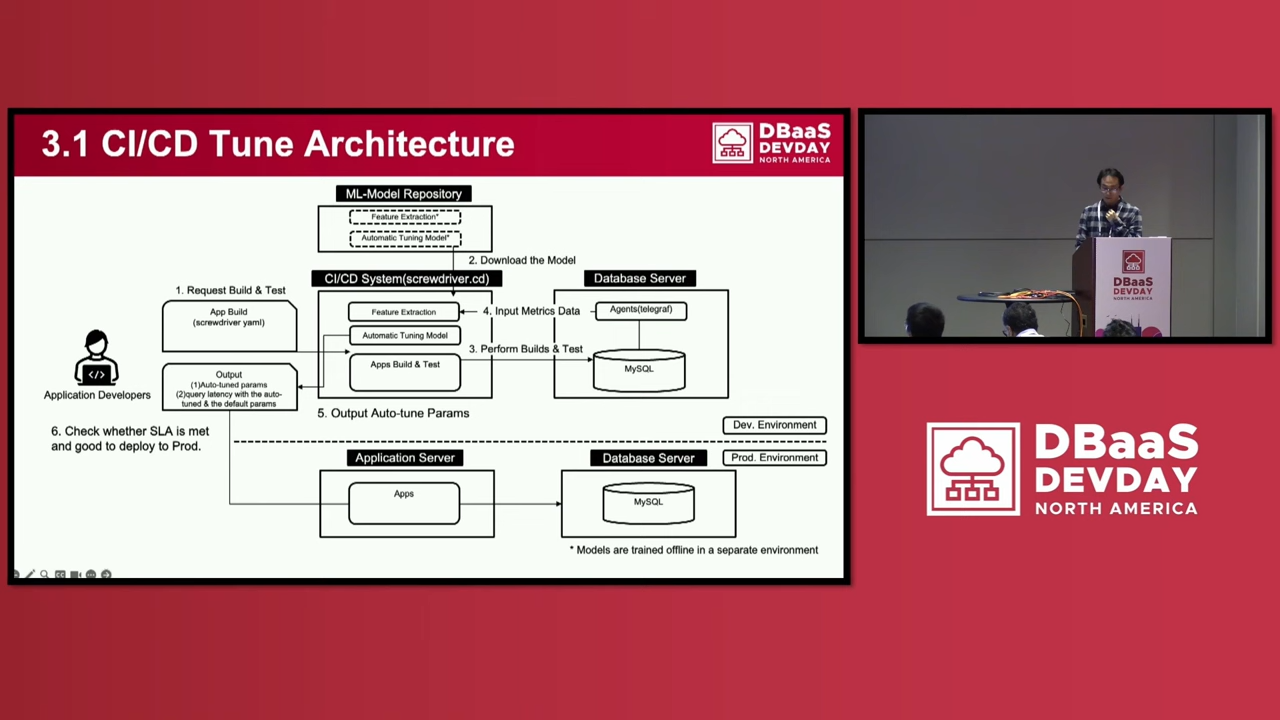 3.1 CI/CD Tune Architecture
DBaaS
DEVDAY
NORTH AMERICA
ML-Model Repository
Feature Extraction*
Automatic Tuning Model*
2. Download the Model
CI/CD System(screwdriver.cd)
Database Server
1. Request Build & Test
App Build
(screwdriver yaml)
Feature Extraction
4. Input Metrics Data
Agents(telegraf)
Automatic Tuning Model
3. Perform Builds & Test
Apps Build & Test
MySQL
Application Developers
Output
(1)Auto-tuned params
(2)query latency with the auto-
tuned & the default params
5. Output Auto-tune Params
6. Check whether SLA is met
and good to deploy to Prod.
Dev. Environment
Prod. Environment
Application Server
Database Server
Apps
MySQL
* Models are trained offline in a separate environment
DBaaS
DEVDAY
NORTH AMERICA
DBaaS
DEVDAY
NORTH AMERICA